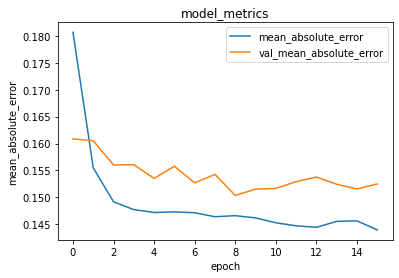 model_metrics
mean_absolute_error
val_mean_absolute_error
mean_absolute_error
0.180
0.175
0.170
0.165
0.160
0.155
0.150
0.145
0 2 4 6 8 10 12 14
epoch